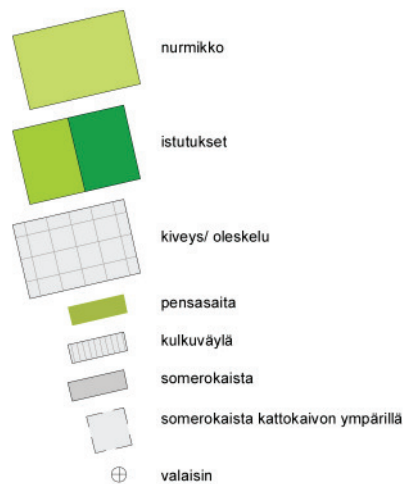 nurmikko
istutukset
kiveys/ oleskelu
pensasaita
kulkuväylä
somerokaista
somerokaista kattokaivon ympärillä
valaisin